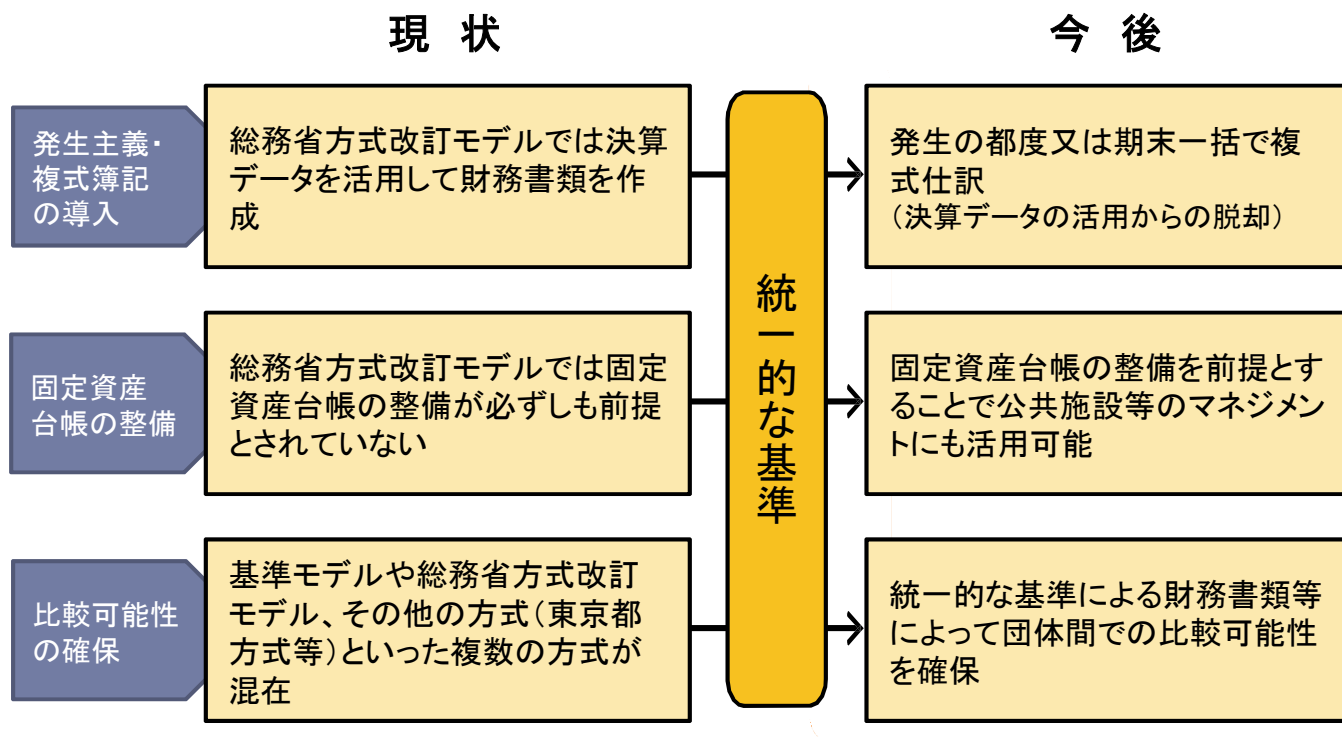 現 状
今 後
発生主義・
複式簿記
の導入
総務省方式改訂モデルでは決算
データを活用して財務書類を作
成
発生の都度又は期末一括で複
式仕訳
（決算データの活用からの脱却）
統一的な基準
固定資産
台帳の整備
総務省方式改訂モデルでは固定
資産台帳の整備が必ずしも前提
とされていない
固定資産台帳の整備を前提とす
ることで公共施設等のマネジメン
トにも活用可能
比較可能性
の確保
基準モデルや総務省方式改訂
モデル、その他の方式（東京都
方式等）といった複数の方式が
混在
統一的な基準による財務書類等
によって団体間での比較可能性
を確保